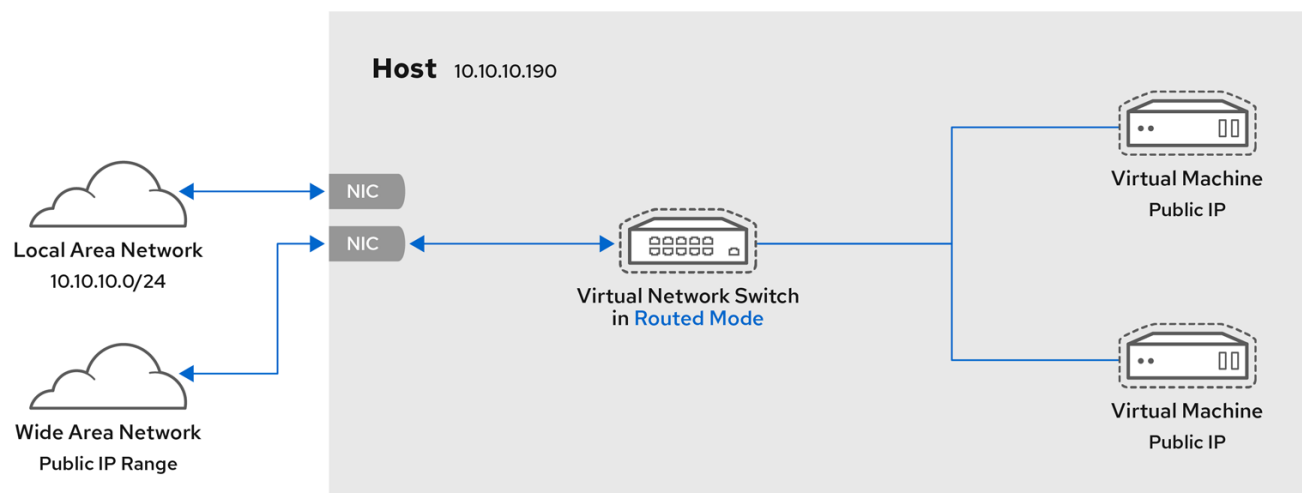 Host 10.10.10.190
NIC
Local Area Network
10.10.10.0/24
NIC
Wide Area Network
Public IP Range
Virtual Network Switch
in Routed Mode
Virtual Machine
Public IP
Virtual Machine
Public IP